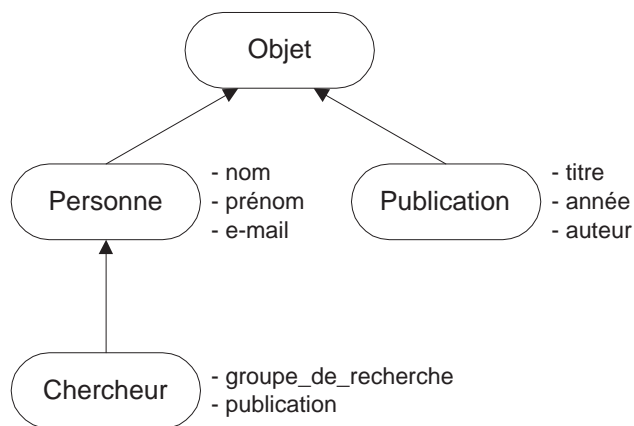 Objet
Personne
- nom
- prénom
- e-mail
Publication
- titre
- année
- auteur
Chercheur
- groupe_de_recherche
- publication